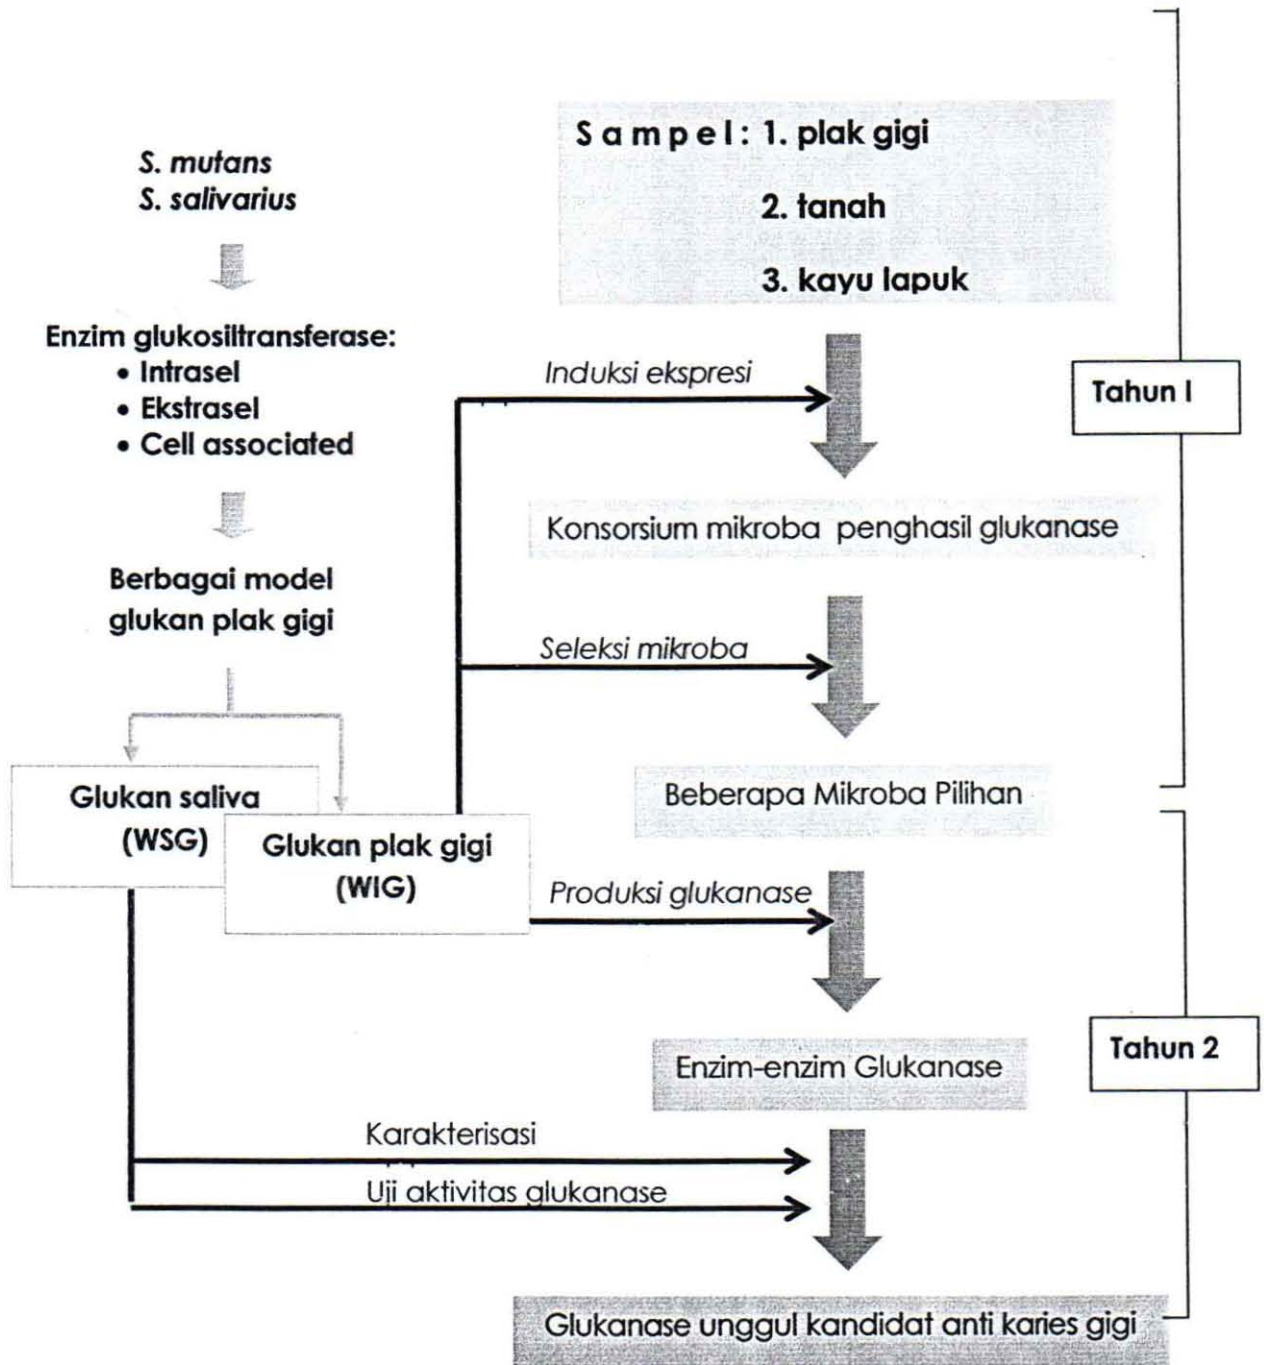 S. mutans
S. salivarius
Enzim glukosiltransferase:
• Intrasel
• Ekstrasel
• Cell associated
Berbagai model
glukan plak gigi
Glukan saliva
(WSG)
Glukan plak gigi
(WIG)
Sampel: 1. plak gigi
2. tanah
3. kayu lapuk
Induksi ekspresi
Konsorsium mikroba penghasil glukanase
Seleksi mikroba
Beberapa Mikroba Pilihan
Produksi glukanase
Enzim-enzim Glukanase
Karakterisasi
Uji aktivitas glukanase
Glukanase unggul kandidat anti karies gigi
Tahun I
Tahun 2